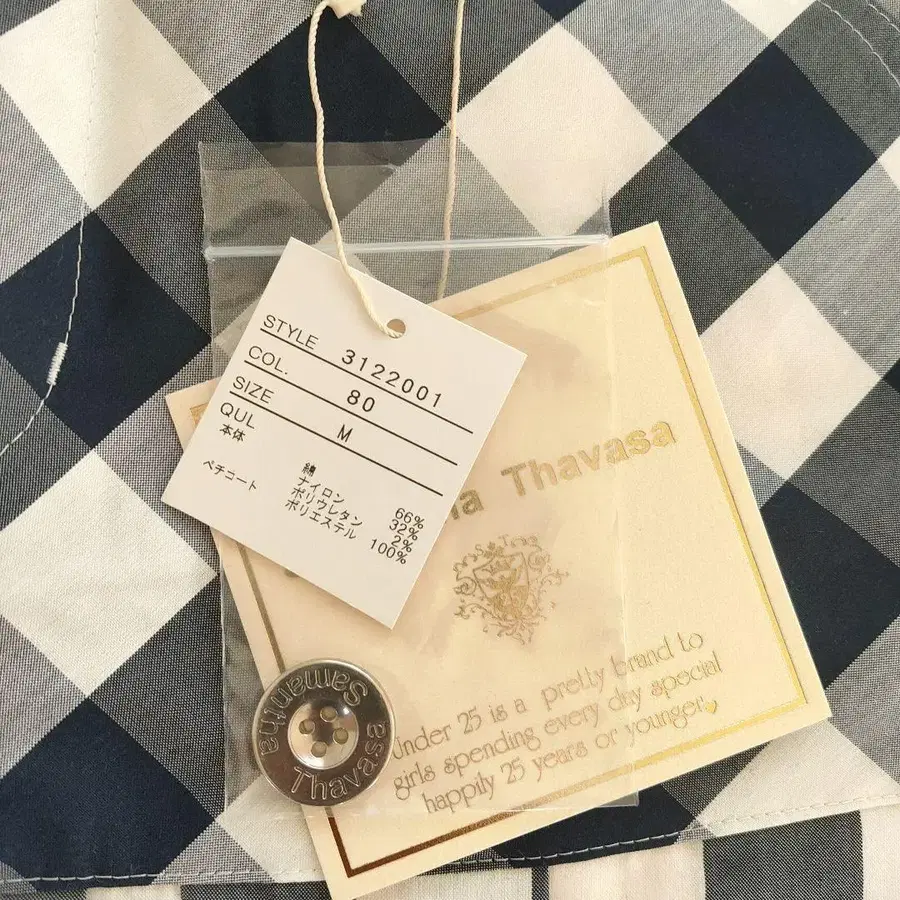 STYLE 3122001
COL. 80
SIZE M
QUL
本体
綿 66%
ナイロン 32%
ポリウレタン 2%
ペチコート ポリエステル 100%
a Thavasa
Under 25 is a pretty brand to
girls spending every day special
happily 25 years or younger
Samantha
Thavasa